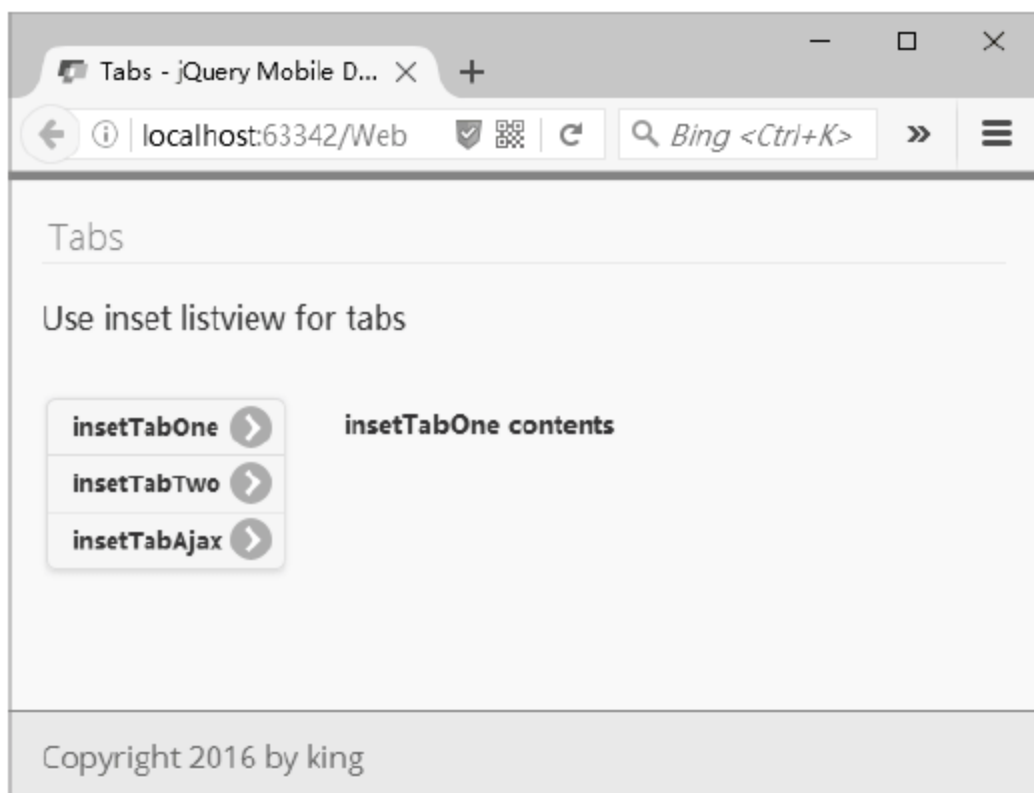 Tabs - jQuery Mobile D...
localhost:63342/Web
Bing <Ctrl+K>
Tabs
Use inset listview for tabs
insetTabOne
insetTabOne contents
insetTabTwo
insetTabAjax
Copyright 2016 by king